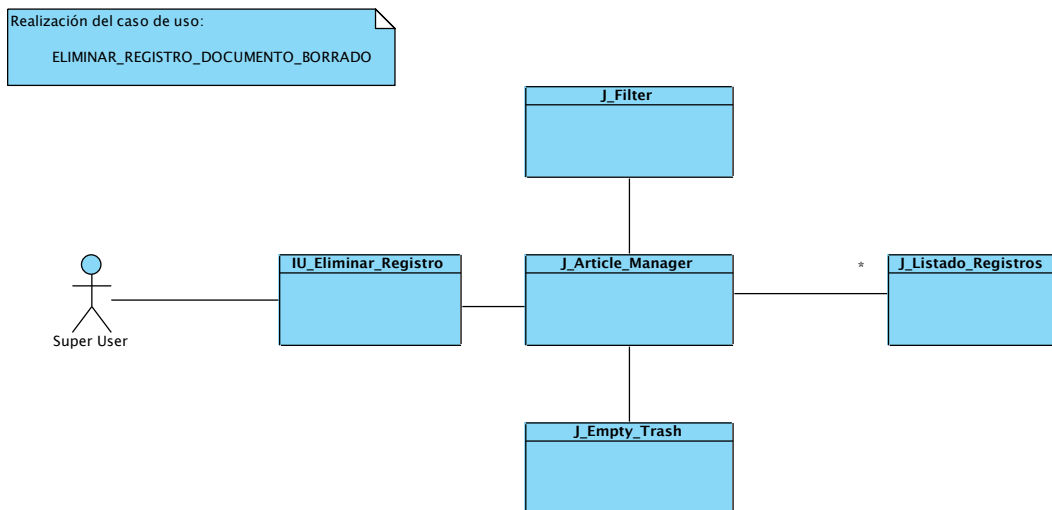 Realización del caso de uso:
ELIMINAR_REGISTRO_DOCUMENTO_BORRADO
J_Filter
IU_Eliminar_Registro
J_Article_Manager
*
J_Listado_Registros
Super User
J_Empty_Trash